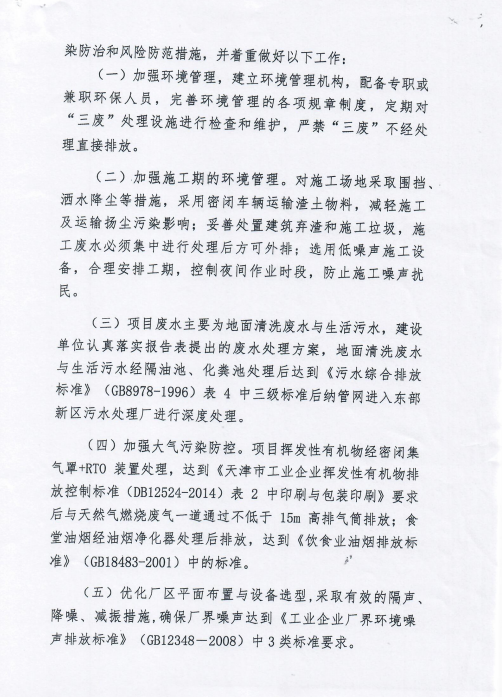 染防治和风险防范措施，并着重做好以下工作：
（一）加强环境管理，建立环境管理机构，配备专职或
兼职环保人员，完善环境管理的各项规章制度，定期对
“三废”处理设施进行检查和维护，严禁“三废”不经处
理直接排放。
（二）加强施工期的环境管理。对施工场地采取围挡、
洒水降尘等措施，采用密闭车辆运输渣土物料，减轻施工
及运输扬尘污染影响；妥善处置建筑弃渣和施工垃圾，施
工废水必须集中进行处理后方可外排；选用低噪声施工设
备，合理安排工期，控制夜间作业时段，防止施工噪声扰
民。
（三）项目废水主要为地面清洗废水与生活污水，建设
单位认真落实报告表提出的废水处理方案，地面清洗废水
与生活污水经隔油池、化粪池处理后达到《污水综合排放
标准》（GB8978-1996）表 4 中三级标准后纳管网进入东部
新区污水处理厂进行深度处理。
（四）加强大气污染防控。项目挥发性有机物经密闭集
气罩+RTO 装置处理，达到《天津市工业企业挥发性有机物排
放控制标准（DB12524-2014）表 2 中印刷与包装印刷》要求
后与天然气燃烧废气一道通过不低于 15m 高排气筒排放；食
堂油烟经油烟净化器处理后排放，达到《饮食业油烟排放标
准》（GB18483-2001）中的标准。
（五）优化厂区平面布置与设备选型,采取有效的隔声、
降噪、减振措施,确保厂界噪声达到《工业企业厂界环境噪
声排放标准》（GB12348－2008）中 3 类标准要求。